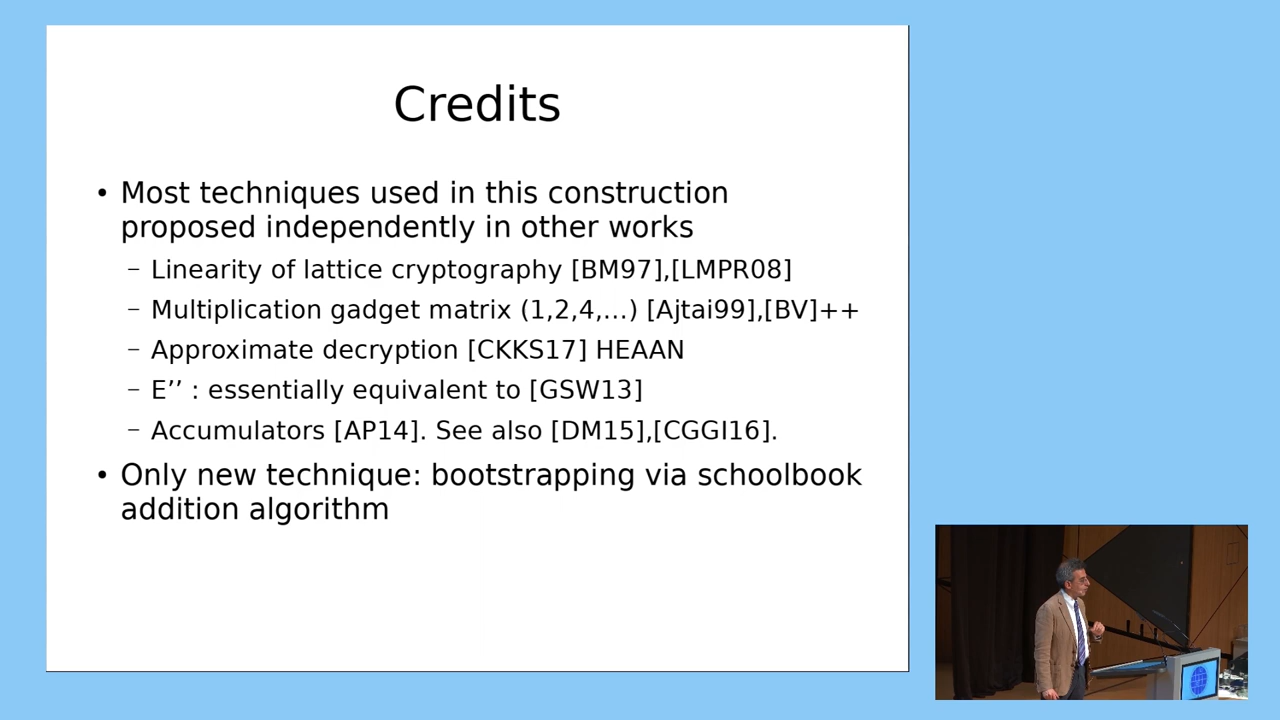 Credits
• Most techniques used in this construction
proposed independently in other works
– Linearity of lattice cryptography [BM97],[LMPR08]
– Multiplication gadget matrix (1,2,4,…) [Ajtai99],[BV]++
– Approximate decryption [CKKS17] HEAAN
– E’’ : essentially equivalent to [GSW13]
– Accumulators [AP14]. See also [DM15],[CGGI16].
• Only new technique: bootstrapping via schoolbook
addition algorithm